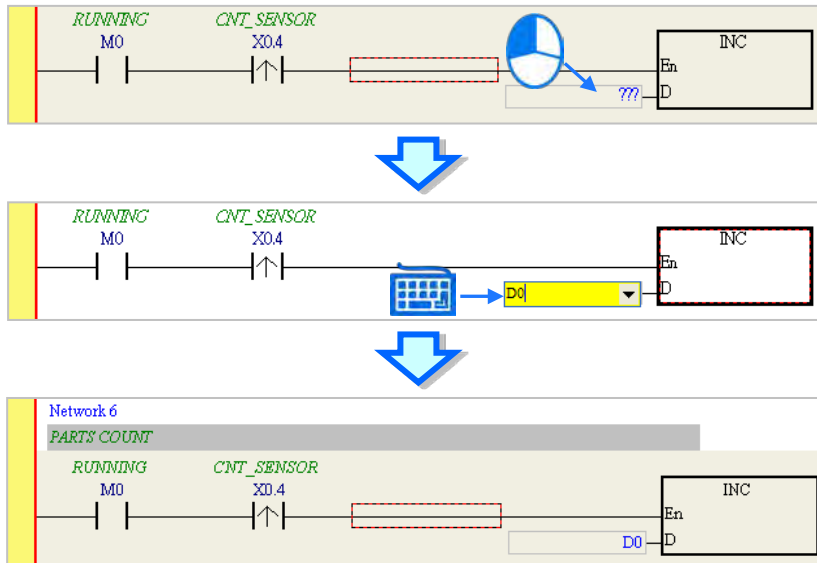 RUNNING CNT_SENSOR
M0 X0.4 INC
En
??? D
RUNNING CNT_SENSOR
M0 X0.4 INC
En
D0 D
Network 6
PARTS COUNT
RUNNING CNT_SENSOR
M0 X0.4 INC
En
D0 D